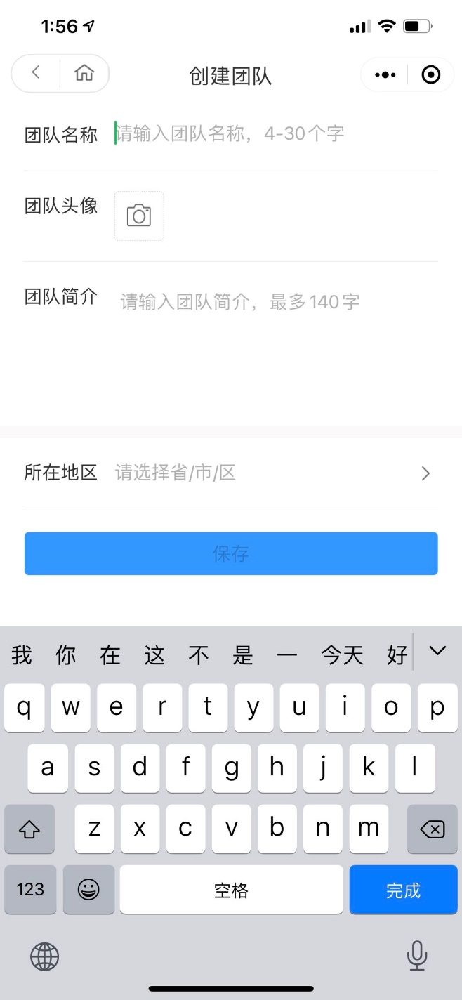 1:56
创建团队
团队名称 请输入团队名称，4-30个字
团队头像
团队简介 请输入团队简介，最多140字
所在地区 请选择省/市/区
保存
我 你 在 这 不 是 一 今天 好
q w e r t y u i o p
a s d f g h j k l
z x c v b n m
123 空格 完成